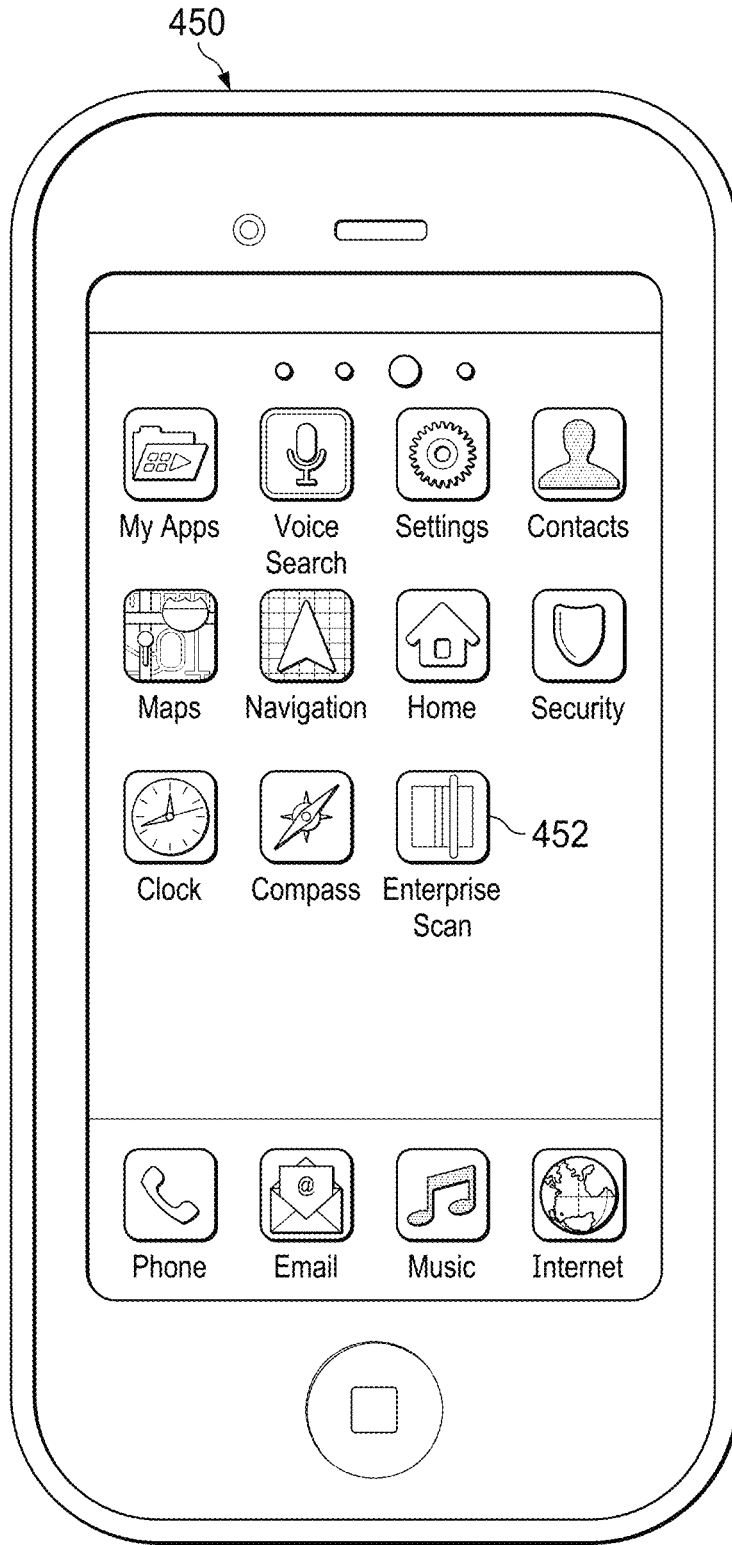 450
My Apps
Voice
Search
Settings
Contacts
Maps
Navigation
Home
Security
Clock
Compass
Enterprise
Scan
452
@
Phone
Email
Music
Internet